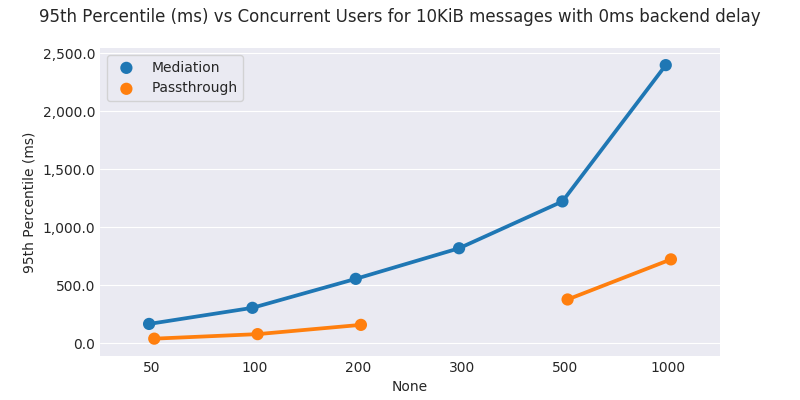 95th Percentile (ms) vs Concurrent Users for 10KiB messages with 0ms backend delay
2,500.0
2,000.0
1,500.0
1,000.0
500.0
0.0
95th Percentile (ms)
Mediation
Passthrough
50 100 200 300 500 1000
None